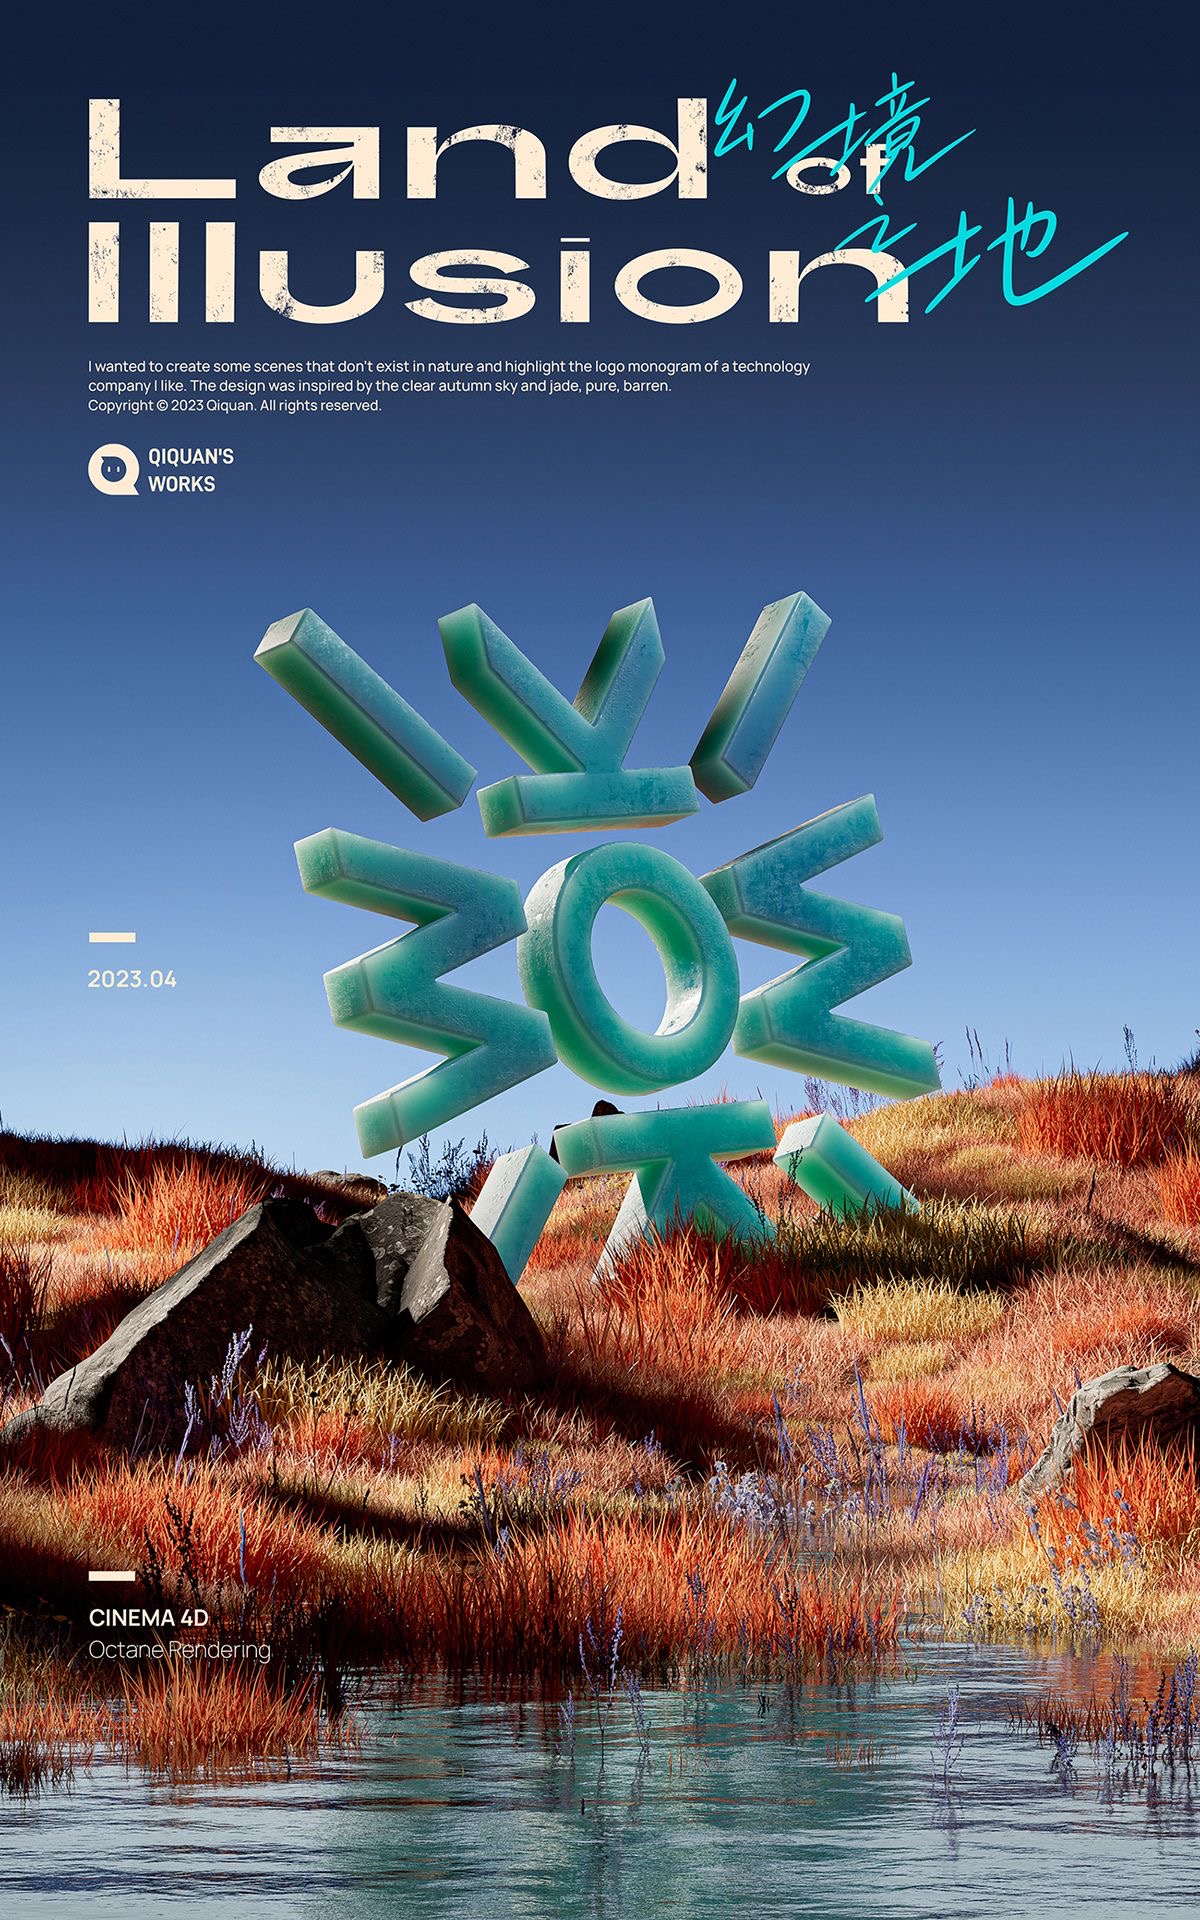 Land of
Illusion
幻境
之地
I wanted to create some scenes that don't exist in nature and highlight the logo monogram of a technology
company I like. The design was inspired by the clear autumn sky and jade, pure, barren.
Copyright © 2023 Qiquan. All rights reserved.
QIQUAN'S
WORKS
2023.04
CINEMA 4D
Octane Rendering